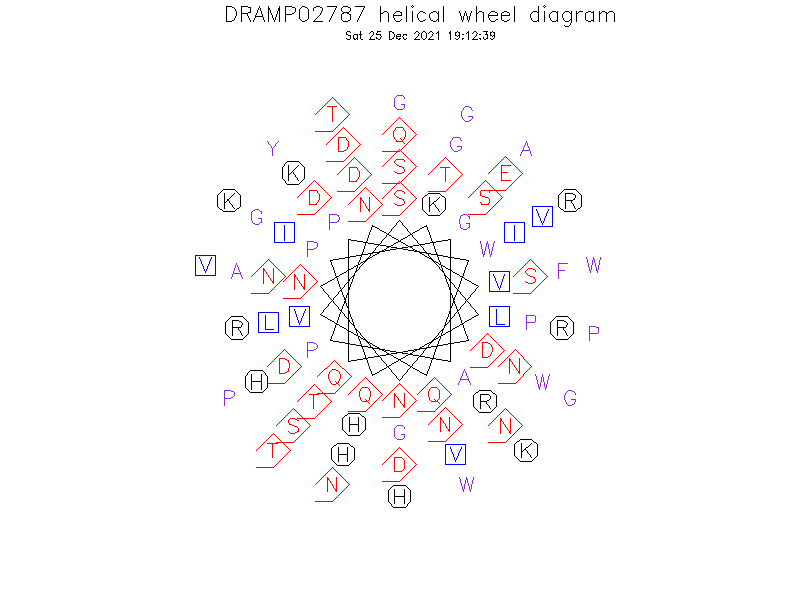 DRAMP02787 helical wheel diagram
Sat 25 Dec 2021 19:12:39
G
T G
Q
D G
Y A
S
K D T E
K D N S K S R
G P G V
I I
P W
V W
A N N V S F
L V L P
R R P
P D
D N
Q A
H W
P T Q N Q R G
S H N N
G
T H D V K
N W
H